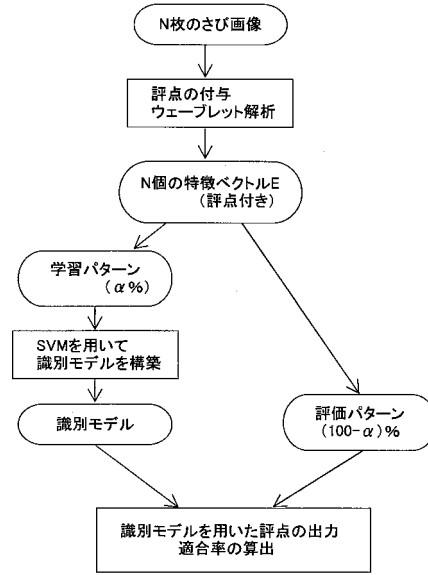 N枚のさび画像
評点の付与
ウェーブレット解析
N個の特徴ベクトルE
(評点付き)
学習パターン
(α%)
SVMを用いて
識別モデルを構築
識別モデル
評価パターン
(100-α)%
識別モデルを用いた評点の出力
適合率の算出